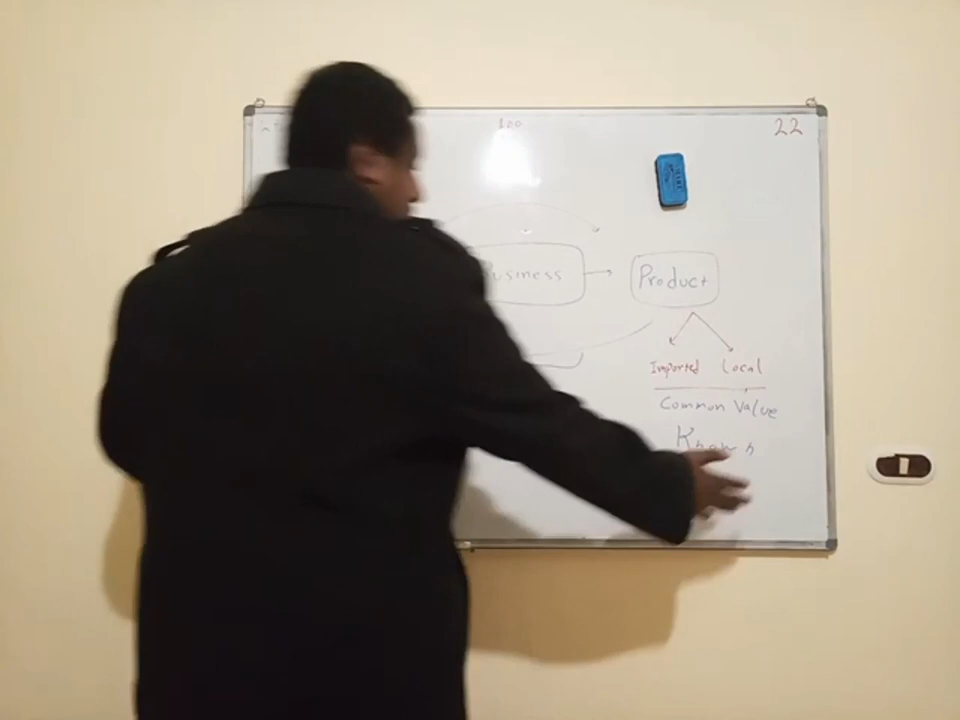 100
22
Business
Product
Imported Local
Common Value
Known